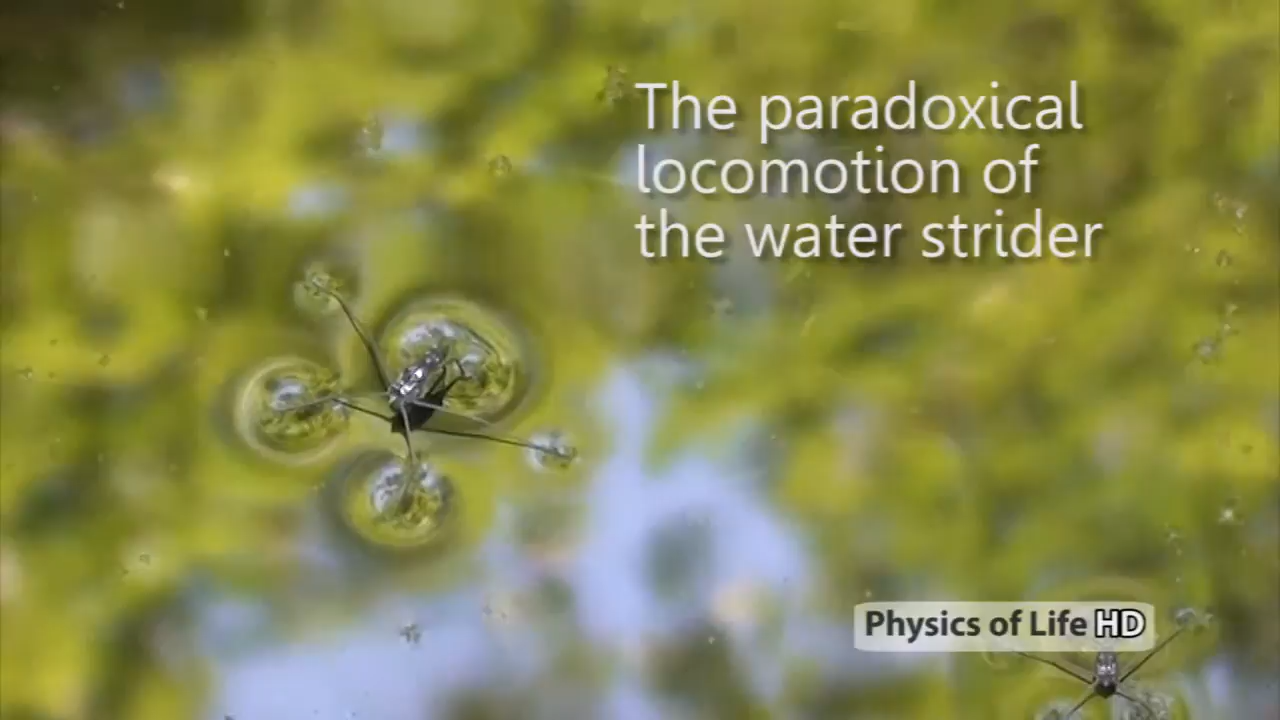 The paradoxical
locomotion of
the water strider
Physics of Life HD